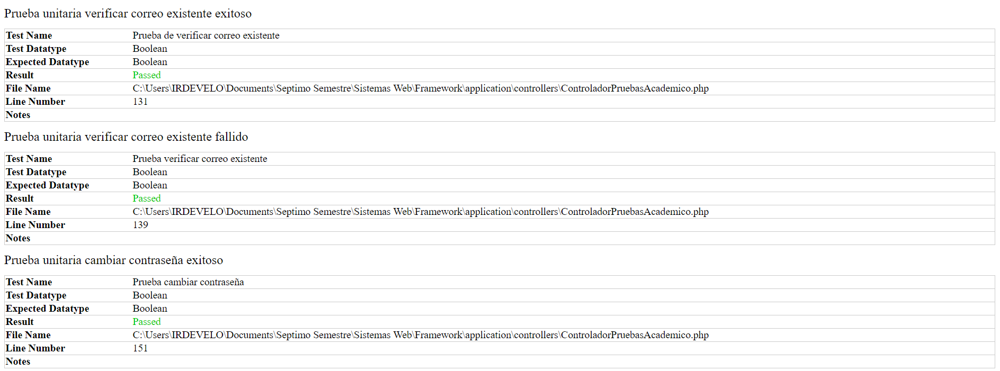 Prueba unitaria verificar correo existente exitoso
Test Name Prueba de verificar correo existente
Test Datatype Boolean
Expected Datatype Boolean
Result Passed
File Name C:\Users\IRDEVELO\Documents\Septimo Semestre\Sistemas Web\Framework\application\controllers\ControladorPruebasAcademico.php
Line Number 131
Notes
Prueba unitaria verificar correo existente fallido
Test Name Prueba verificar correo existente
Test Datatype Boolean
Expected Datatype Boolean
Result Passed
File Name C:\Users\IRDEVELO\Documents\Septimo Semestre\Sistemas Web\Framework\application\controllers\ControladorPruebasAcademico.php
Line Number 139
Notes
Prueba unitaria cambiar contraseña exitoso
Test Name Prueba cambiar contraseña
Test Datatype Boolean
Expected Datatype Boolean
Result Passed
File Name C:\Users\IRDEVELO\Documents\Septimo Semestre\Sistemas Web\Framework\application\controllers\ControladorPruebasAcademico.php
Line Number 151
Notes